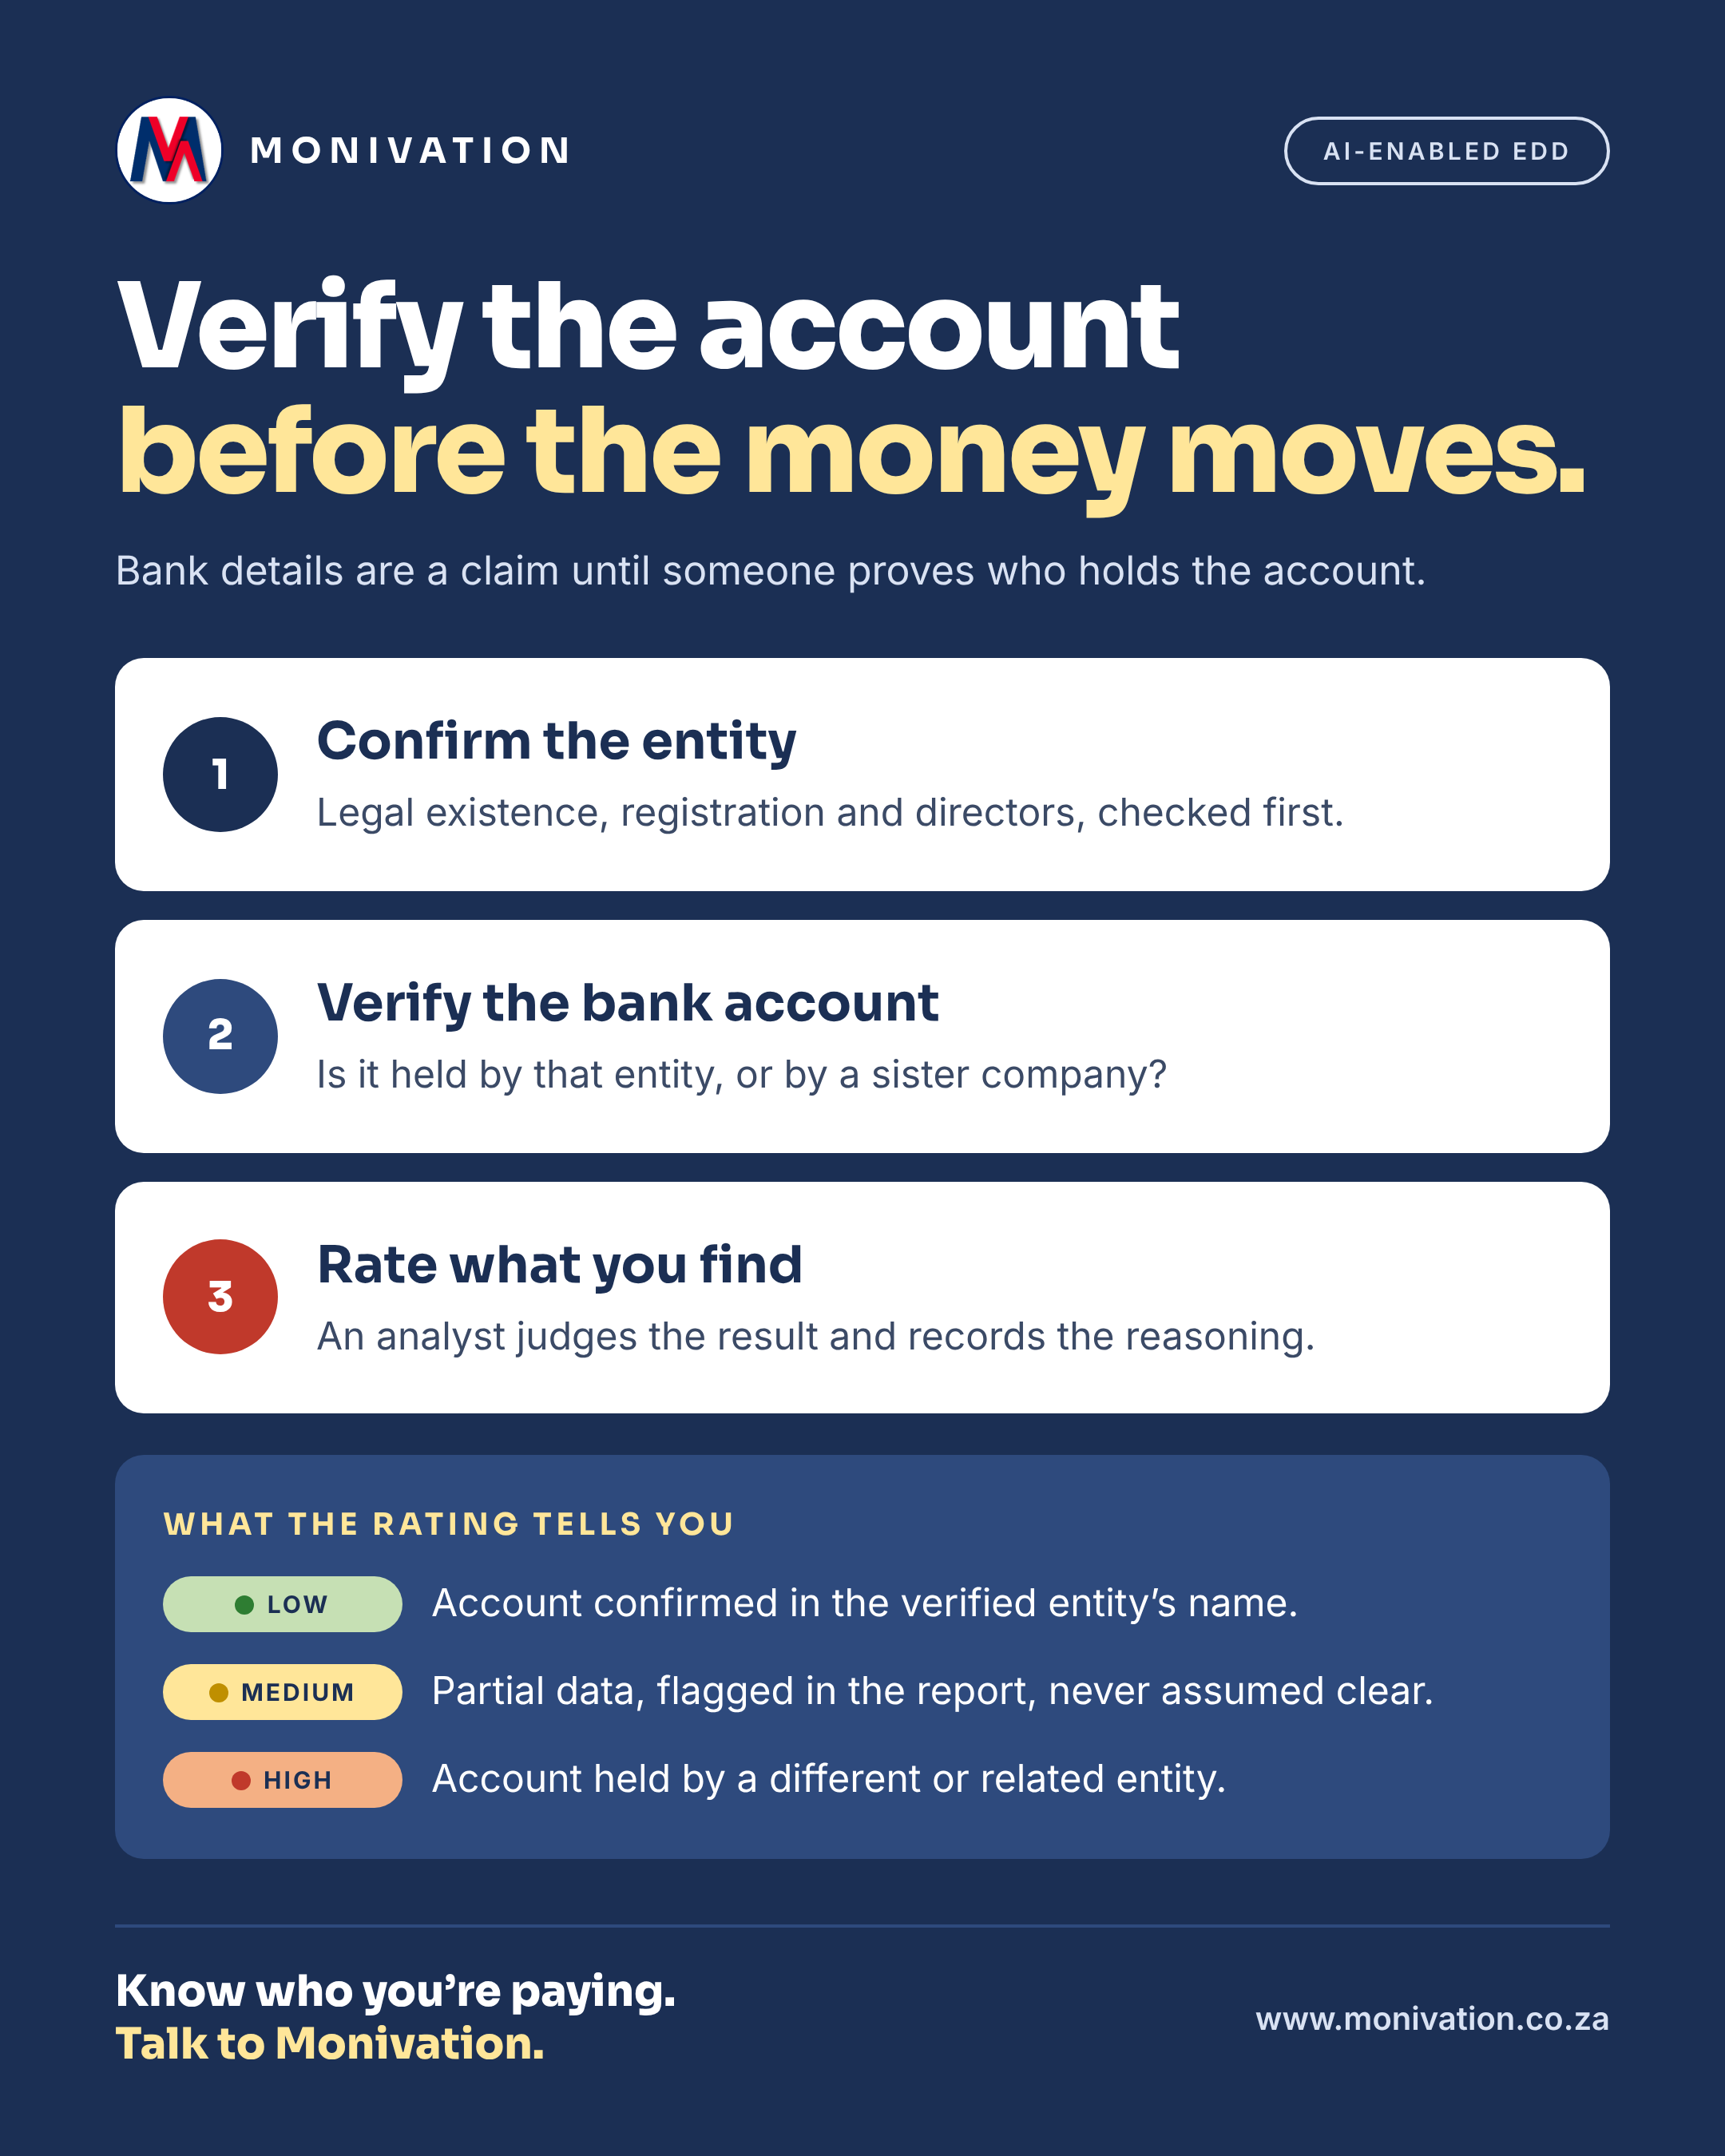 MONIVATION
AI-ENABLED EDD
Verify the account
before the money moves.
Bank details are a claim until someone proves who holds the account.
1
Confirm the entity
Legal existence, registration and directors, checked first.
2
Verify the bank account
Is it held by that entity, or by a sister company?
3
Rate what you find
An analyst judges the result and records the reasoning.
WHAT THE RATING TELLS YOU
LOW
Account confirmed in the verified entity’s name.
MEDIUM
Partial data, flagged in the report, never assumed clear.
HIGH
Account held by a different or related entity.
Know who you’re paying.
Talk to Monivation.
www.monivation.co.za